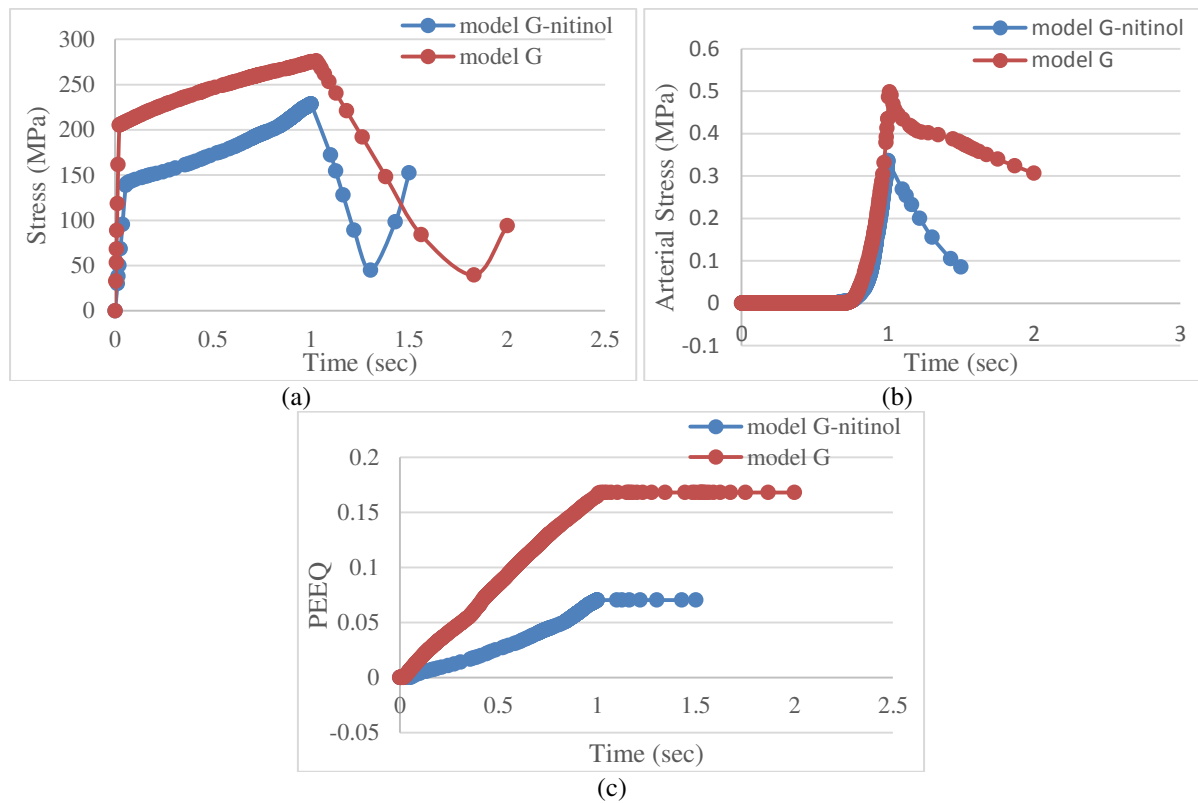 model G-nitinol
model G
300
250
200
150
100
50
0
Stress (MPa)
0 0.5 1 1.5 2 2.5
Time (sec)
(a)
model G-nitinol
model G
0.6
0.5
0.4
0.3
0.2
0.1
0
-0.1
Arterial Stress (MPa)
0 1 2 3
Time (sec)
(b)
model G-nitinol
model G
0.2
0.15
0.1
0.05
0
-0.05
PEEQ
0 0.5 1 1.5 2 2.5
Time (sec)
(c)